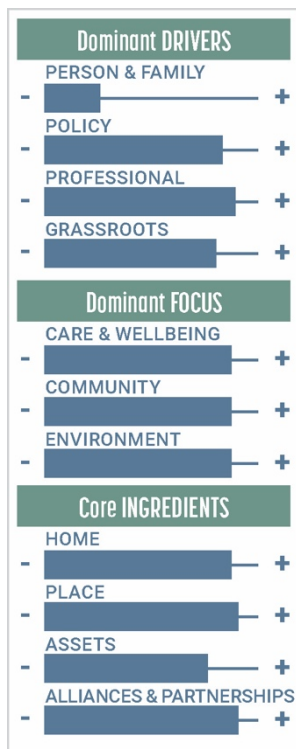 Dominant DRIVERS
PERSON & FAMILY
- +
POLICY
- +
PROFESSIONAL
- +
GRASSROOTS
- +
Dominant FOCUS
CARE & WELLBEING
- +
COMMUNITY
- +
ENVIRONMENT
- +
Core INGREDIENTS
HOME
- +
PLACE
- +
ASSETS
- +
ALLIANCES & PARTNERSHIPS
- +